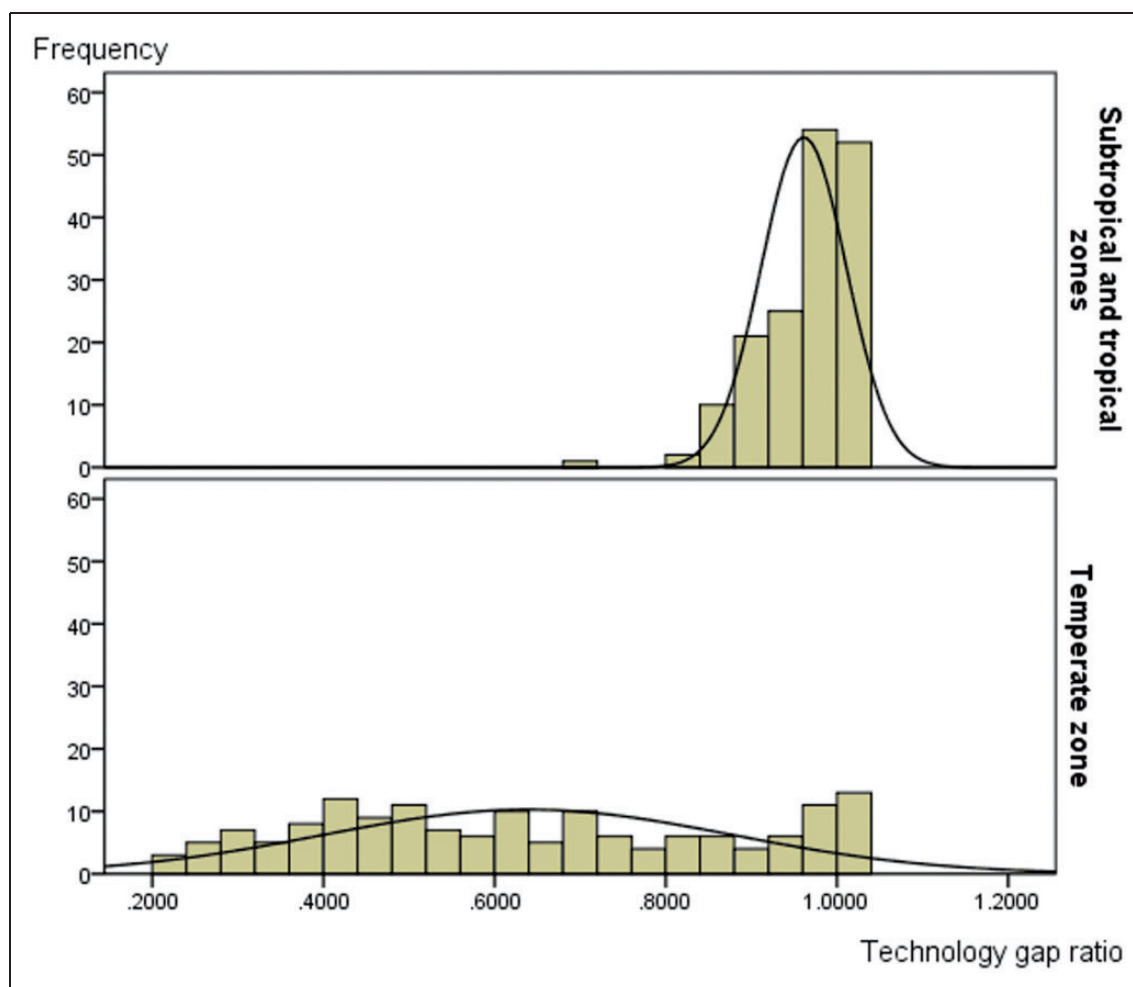 Frequency
60
50
40
30
20
10
0
Subtropical and tropical
zones
60
50
40
30
20
10
0
Temperate zone
.2000 .4000 .6000 .8000 1.0000 1.2000
Technology gap ratio